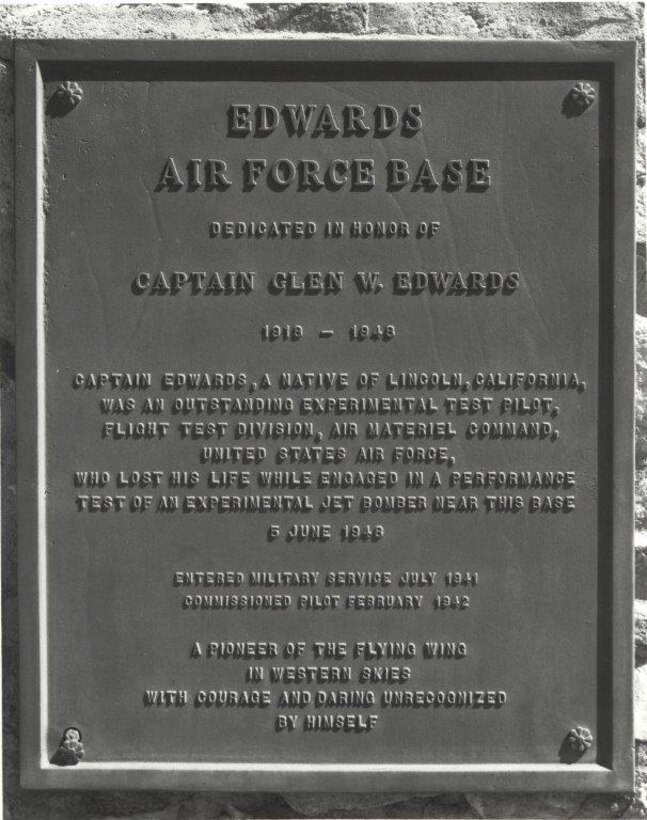 EDWARDS
AIR FORCE BASE
DEDICATED IN HONOR OF
CAPTAIN GLEN W. EDWARDS
1918 – 1948
CAPTAIN EDWARDS, A NATIVE OF LINCOLN, CALIFORNIA,
WAS AN OUTSTANDING EXPERIMENTAL TEST PILOT,
FLIGHT TEST DIVISION, AIR MATERIEL COMMAND,
UNITED STATES AIR FORCE,
WHO LOST HIS LIFE WHILE ENGAGED IN A PERFORMANCE
TEST OF AN EXPERIMENTAL JET BOMBER NEAR THIS BASE
5 JUNE 1948
ENTERED MILITARY SERVICE JULY 1941
COMMISSIONED PILOT FEBRUARY 1942
A PIONEER OF THE FLYING WING
IN WESTERN SKIES
WITH COURAGE AND DARING UNRECOGNIZED
BY HIMSELF